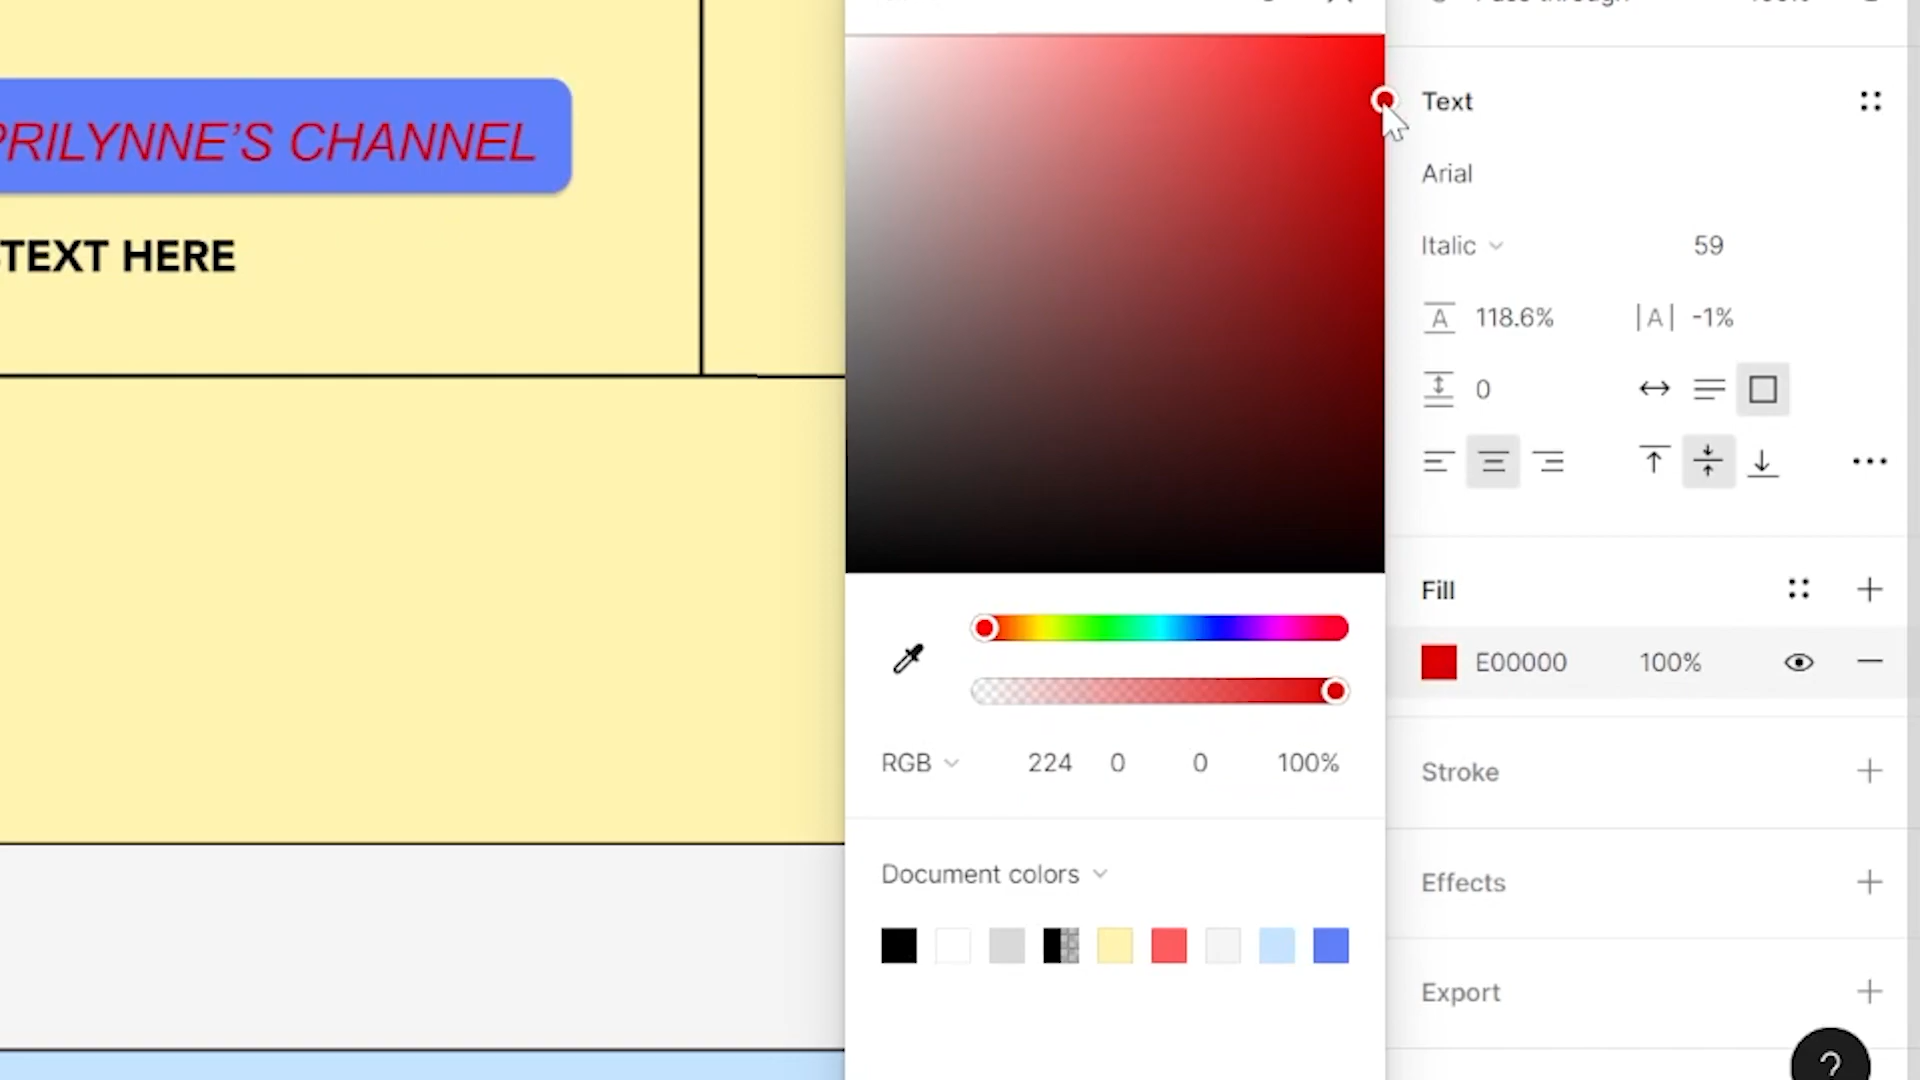 PRILYNNE'S CHANNEL
TEXT HERE
Text
Arial
Italic 59
A 118.6% |A| -1%
0
Fill
E00000 100%
RGB 224 0 0 100%
Stroke
Document colors
Effects
Export
?